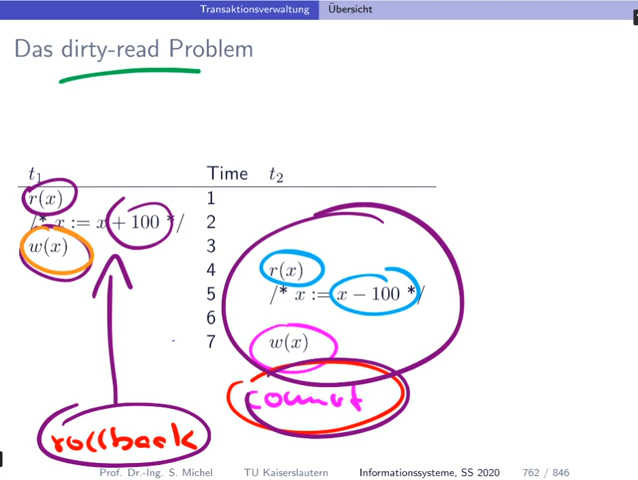 Transaktionsverwaltung Übersicht
Das dirty-read Problem
t1 Time t2
r(x) 1
/* x := x + 100 */ 2
w(x) 3
4 r(x)
5 /* x := x − 100 */
6
7 w(x)
commit
rollback
Prof. Dr.-Ing. S. Michel TU Kaiserslautern Informationssysteme, SS 2020 762 / 846